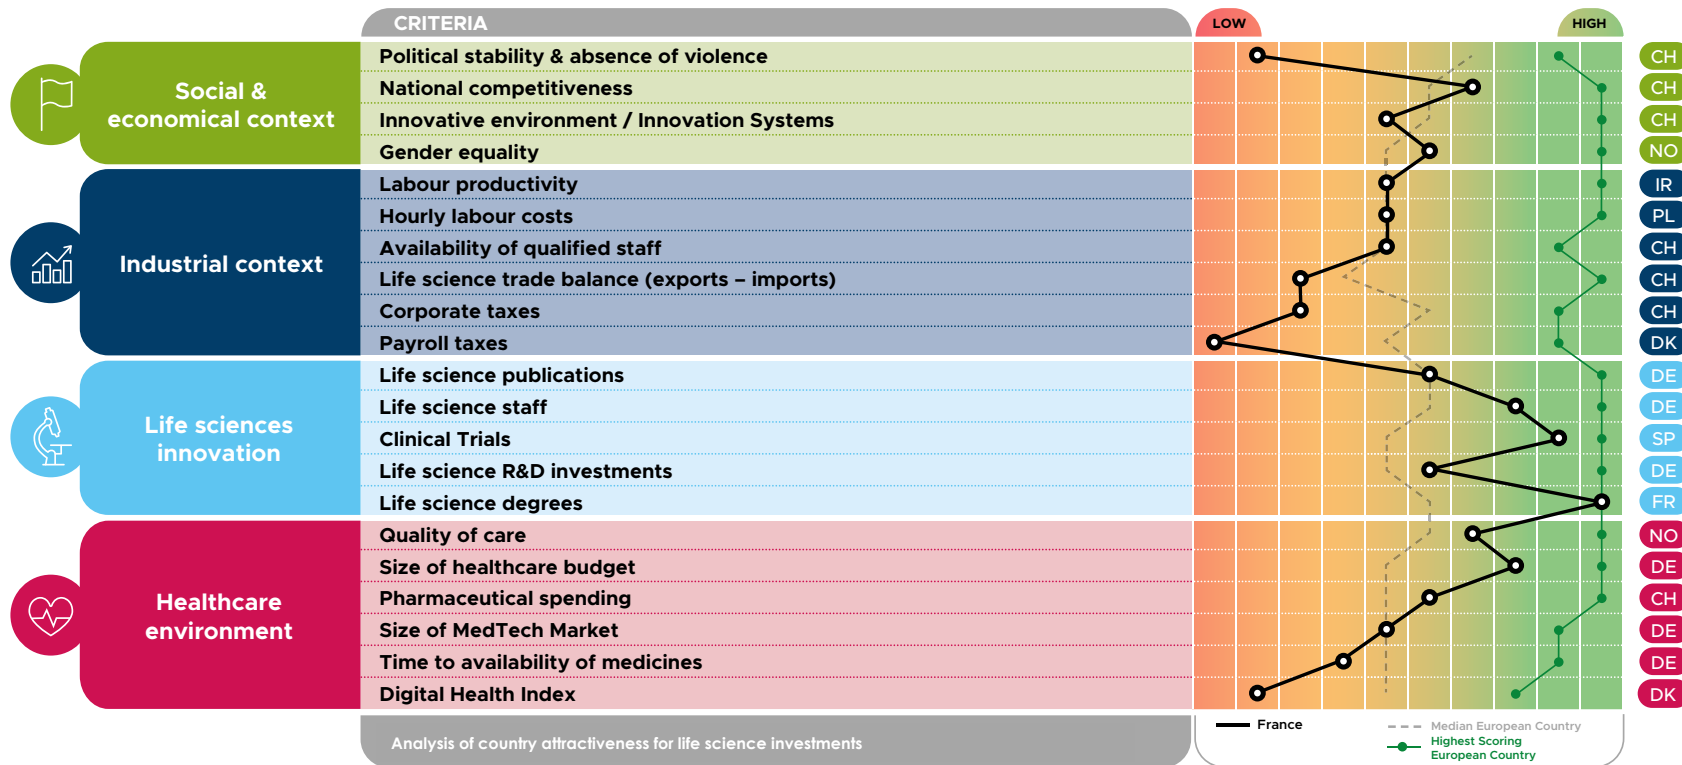 CRITERIA
LOW
HIGH
Social &
economical context
Political stability & absence of violence
CH
National competitiveness
CH
Innovative environment / Innovation Systems
CH
Gender equality
NO
Industrial context
Labour productivity
IR
Hourly labour costs
PL
Availability of qualified staff
CH
Life science trade balance (exports – imports)
CH
Corporate taxes
CH
Payroll taxes
DK
Life sciences
innovation
Life science publications
DE
Life science staff
DE
Clinical Trials
SP
Life science R&D investments
DE
Life science degrees
FR
Healthcare
environment
Quality of care
NO
Size of healthcare budget
DE
Pharmaceutical spending
CH
Size of MedTech Market
DE
Time to availability of medicines
DE
Digital Health Index
DK
Analysis of country attractiveness for life science investments
France
Median European Country
Highest Scoring
European Country